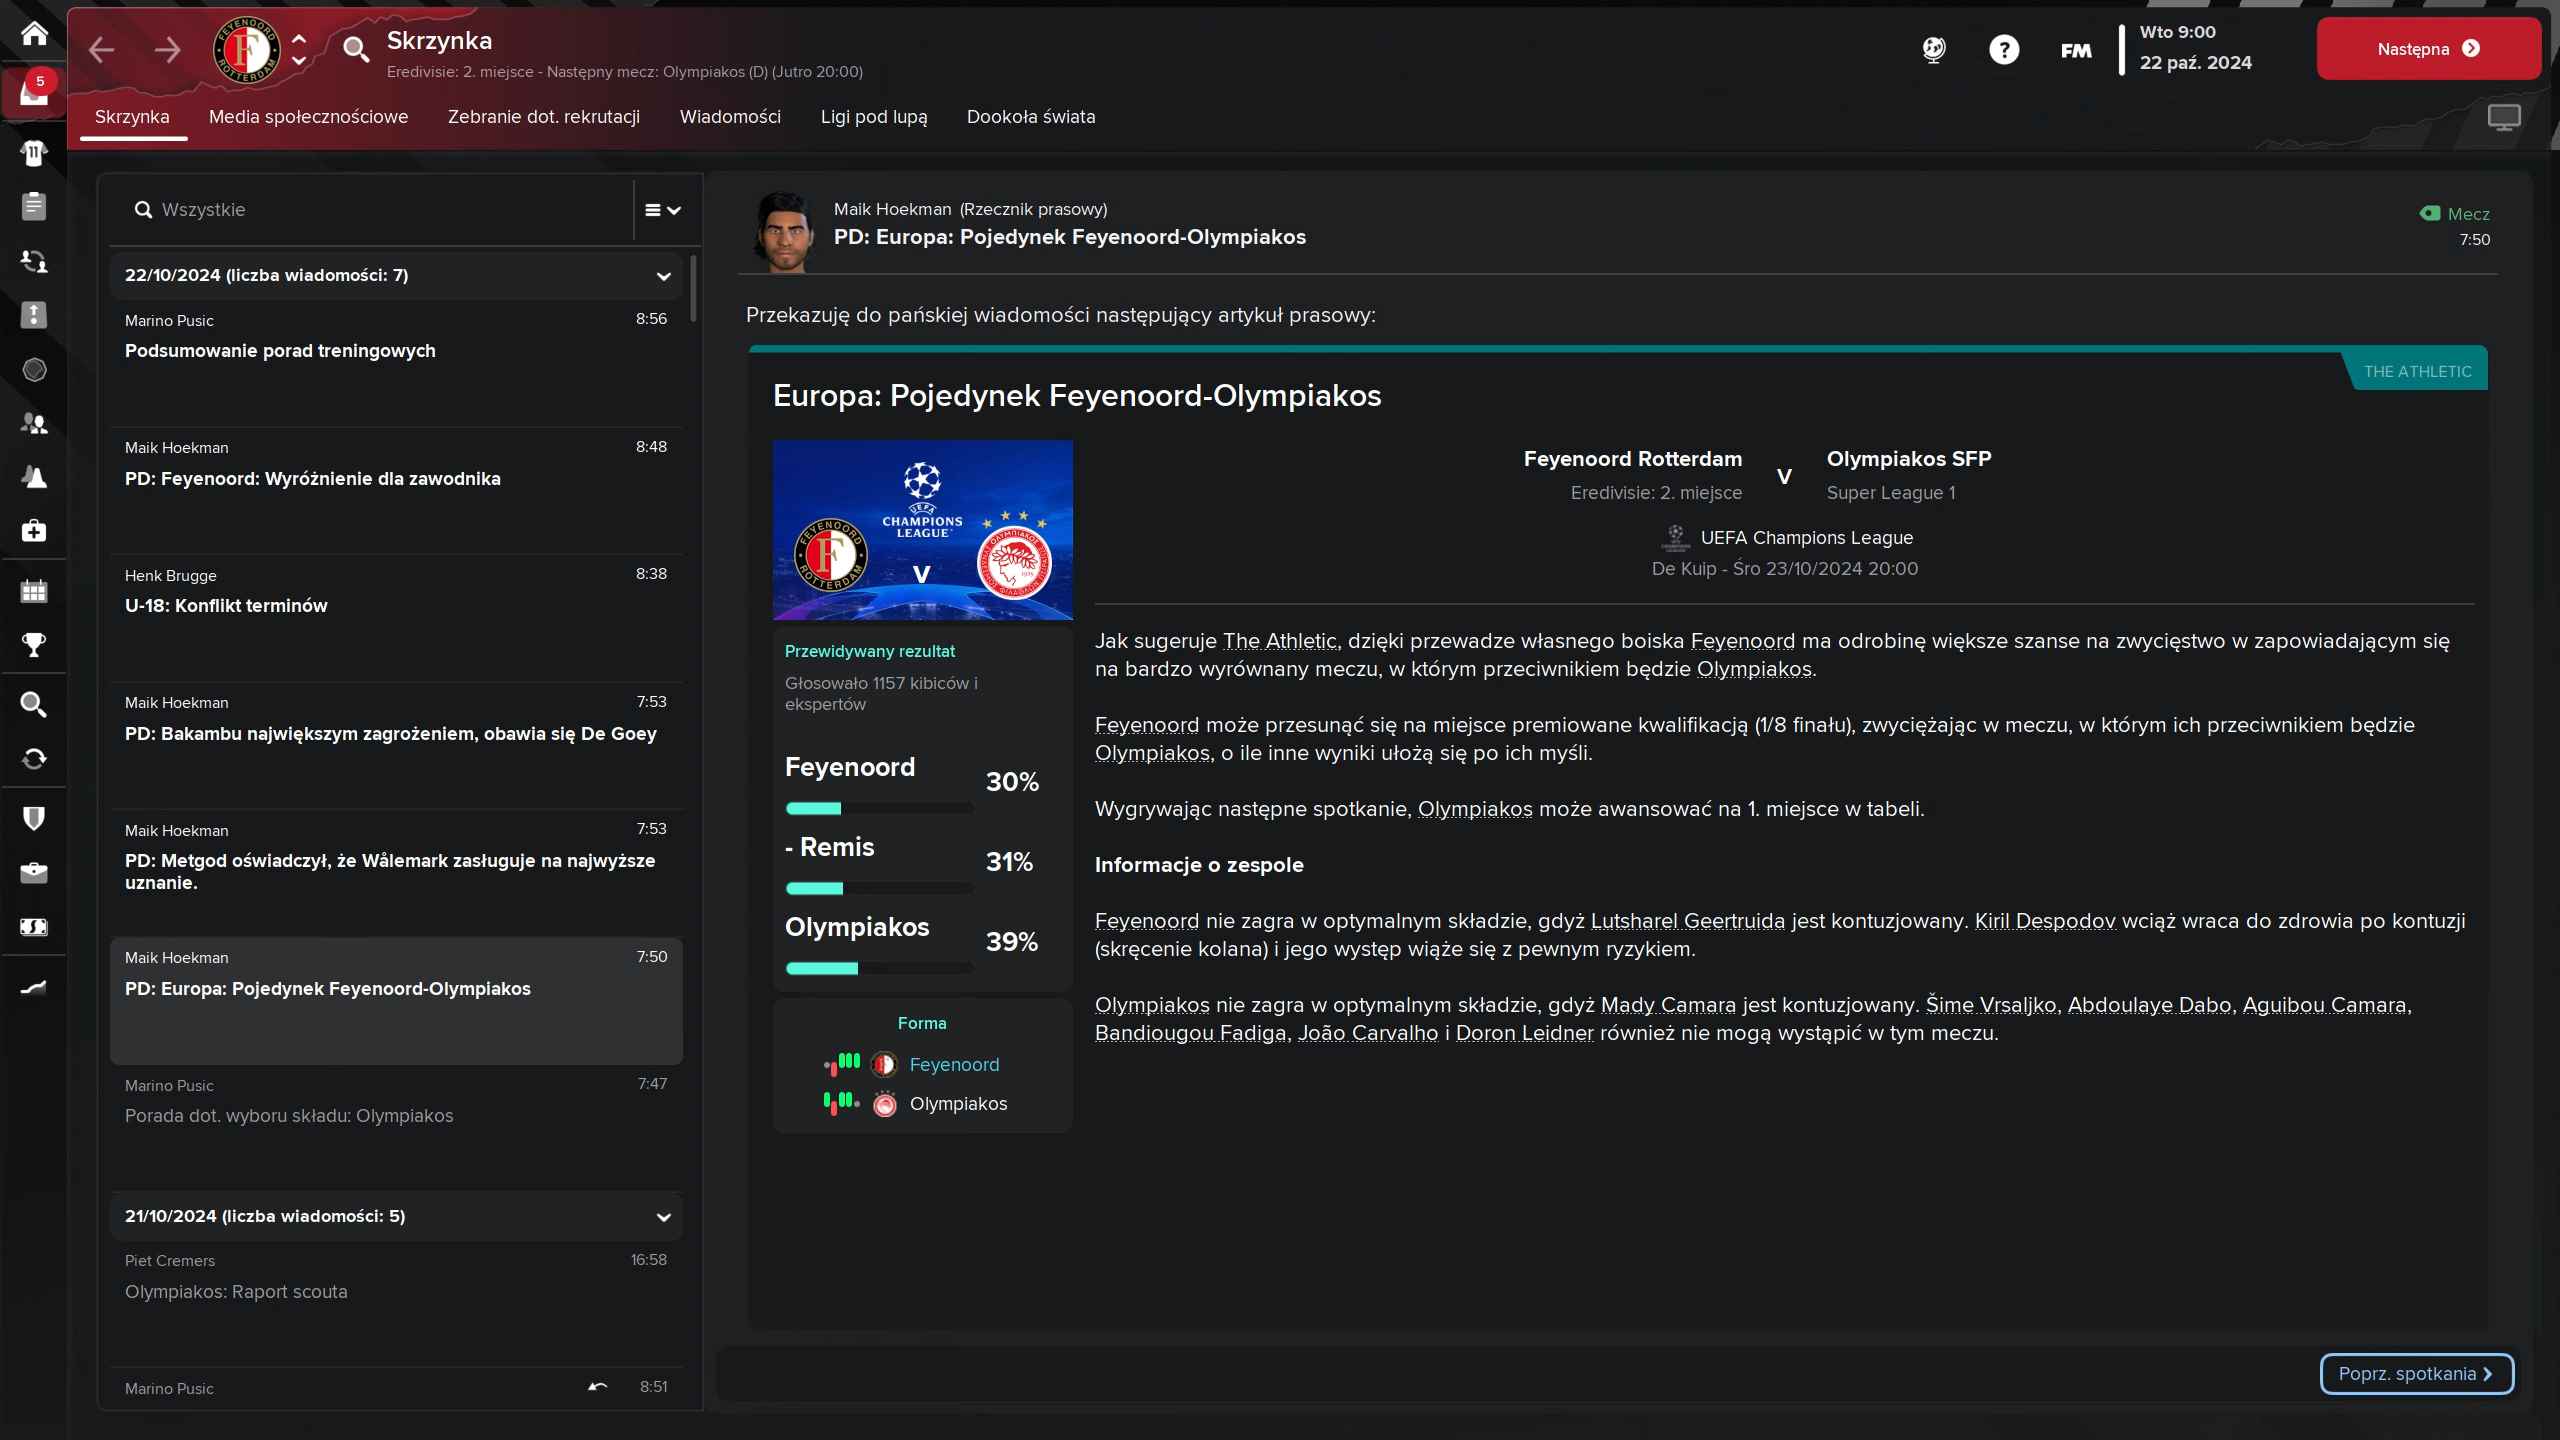 5
Skrzynka
Eredivisie: 2. miejsce - Następny mecz: Olympiakos (D) (Jutro 20:00)
FM
Wto 9:00
22 paź. 2024
Następna
Skrzynka
Media społecznościowe
Zebranie dot. rekrutacji
Wiadomości
Ligi pod lupą
Dookoła świata
11
Wszystkie
22/10/2024 (liczba wiadomości: 7)
Marino Pusic
8:56
Podsumowanie porad treningowych
Maik Hoekman
8:48
PD: Feyenoord: Wyróżnienie dla zawodnika
Henk Brugge
8:38
U-18: Konflikt terminów
Maik Hoekman
7:53
PD: Bakambu największym zagrożeniem, obawia się De Goey
Maik Hoekman
7:53
PD: Metgod oświadczył, że Wålemark zasługuje na najwyższe
uznanie.
Maik Hoekman
7:50
PD: Europa: Pojedynek Feyenoord-Olympiakos
Marino Pusic
7:47
Porada dot. wyboru składu: Olympiakos
21/10/2024 (liczba wiadomości: 5)
Piet Cremers
16:58
Olympiakos: Raport scouta
Marino Pusic
8:51
Maik Hoekman (Rzecznik prasowy)
PD: Europa: Pojedynek Feyenoord-Olympiakos
Mecz
7:50
Przekazuję do pańskiej wiadomości następujący artykuł prasowy:
THE ATHLETIC
Europa: Pojedynek Feyenoord-Olympiakos
UEFA
CHAMPIONS
LEAGUE
FEYENOORD
ROTTERDAM
V
Feyenoord Rotterdam
Eredivisie: 2. miejsce
V
Olympiakos SFP
Super League 1
UEFA Champions League
De Kuip - Śro 23/10/2024 20:00
Przewidywany rezultat
Głosowało 1157 kibiców i
ekspertów
Feyenoord
30%
- Remis
31%
Olympiakos
39%
Forma
Feyenoord
Olympiakos
Jak sugeruje The Athletic, dzięki przewadze własnego boiska Feyenoord ma odrobinę większe szanse na zwycięstwo w zapowiadającym się
na bardzo wyrównany meczu, w którym przeciwnikiem będzie Olympiakos.
Feyenoord może przesunąć się na miejsce premiowane kwalifikacją (1/8 finału), zwyciężając w meczu, w którym ich przeciwnikiem będzie
Olympiakos, o ile inne wyniki ułożą się po ich myśli.
Wygrywając następne spotkanie, Olympiakos może awansować na 1. miejsce w tabeli.
Informacje o zespole
Feyenoord nie zagra w optymalnym składzie, gdyż Lutsharel Geertruida jest kontuzjowany. Kiril Despodov wciąż wraca do zdrowia po kontuzji
(skręcenie kolana) i jego występ wiąże się z pewnym ryzykiem.
Olympiakos nie zagra w optymalnym składzie, gdyż Mady Camara jest kontuzjowany. Šime Vrsaljko, Abdoulaye Dabo, Aguibou Camara,
Bandiougou Fadiga, João Carvalho i Doron Leidner również nie mogą wystąpić w tym meczu.
Poprz. spotkania